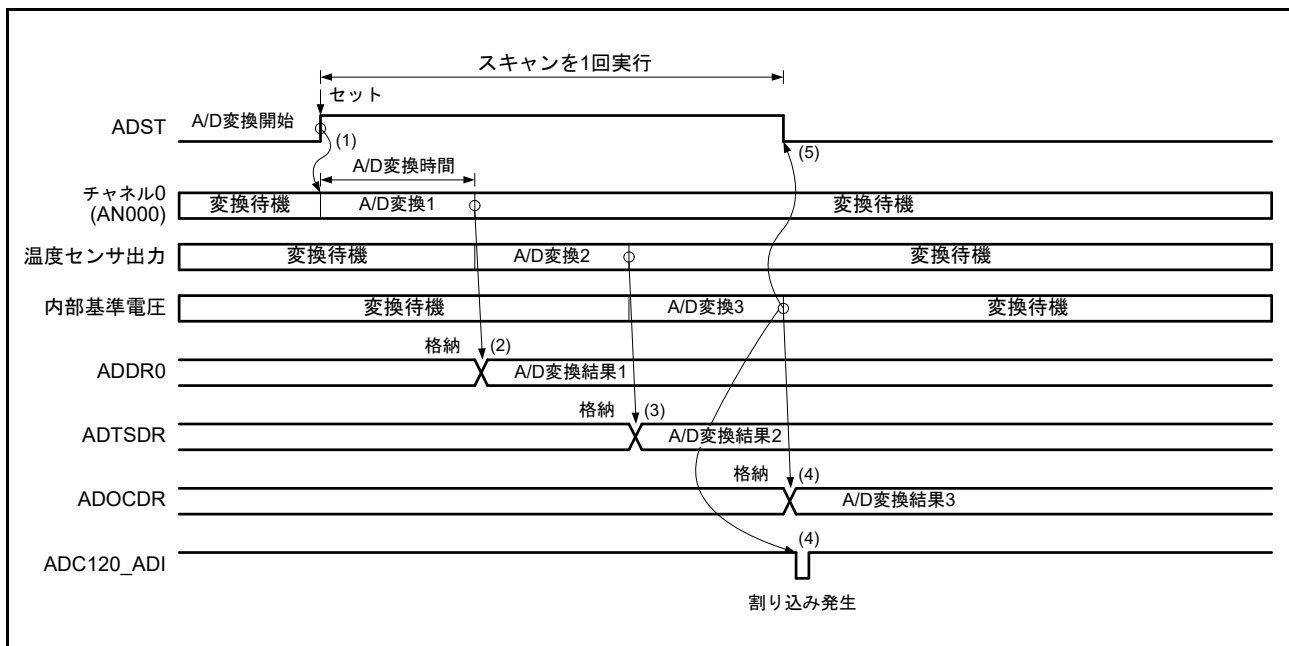 スキャンを1回実行
セット
ADST
A/D変換開始
(1)
(5)
A/D変換時間
チャネル0
(AN000)
変換待機
A/D変換1
変換待機
温度センサ出力
変換待機
A/D変換2
変換待機
内部基準電圧
変換待機
A/D変換3
変換待機
格納
(2)
ADDR0
A/D変換結果1
格納
(3)
ADTSDR
A/D変換結果2
格納
(4)
ADOCDR
A/D変換結果3
(4)
ADC120_ADI
割り込み発生